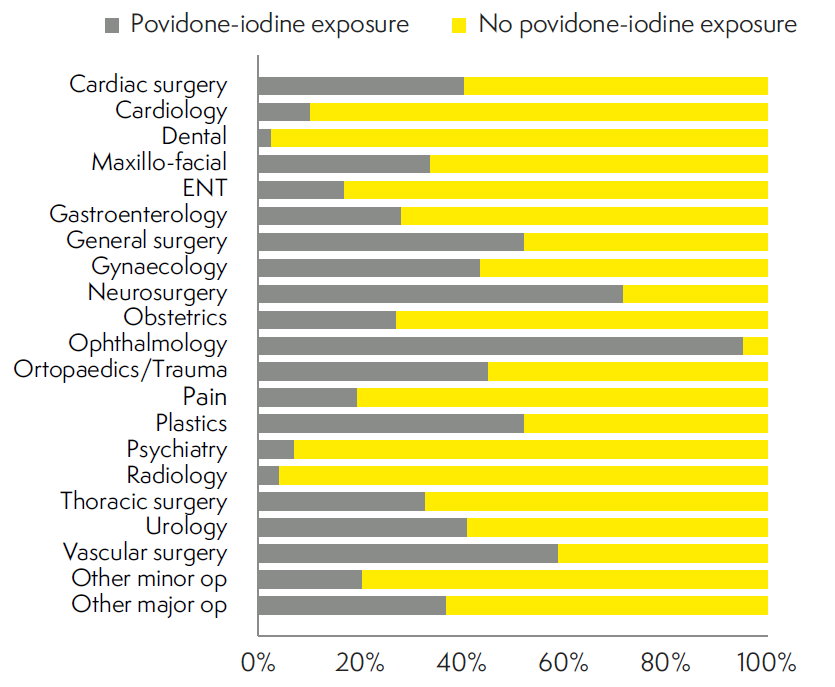 Povidone-iodine exposure No povidone-iodine exposure
Cardiac surgery
Cardiology
Dental
Maxillo-facial
ENT
Gastroenterology
General surgery
Gynaecology
Neurosurgery
Obstetrics
Ophthalmology
Ortopaedics/Trauma
Pain
Plastics
Psychiatry
Radiology
Thoracic surgery
Urology
Vascular surgery
Other minor op
Other major op
0% 20% 40% 60% 80% 100%